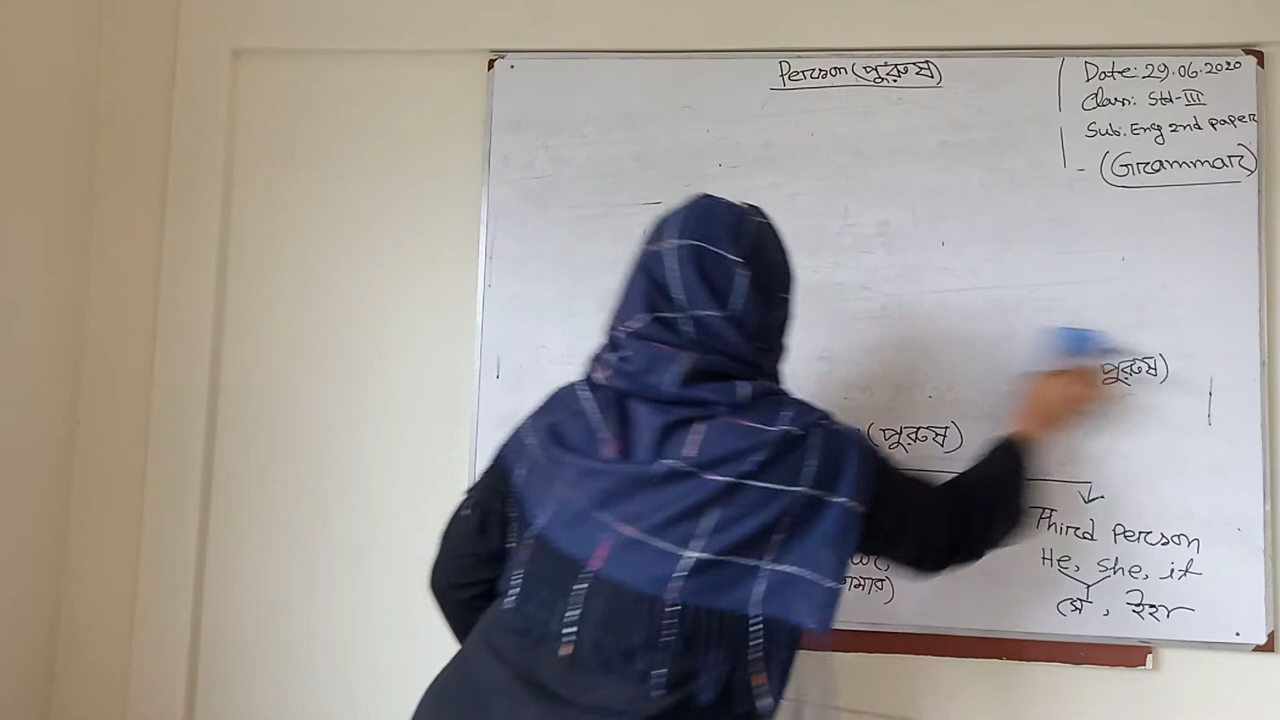 Person (পুরুষ)
Date: 29.06.2020
Class: Std-III
Sub: Eng 2nd paper
- (Grammar)
পুরুষ)
(পুরুষ)
Third Person
He, she, it
সে, ইহা